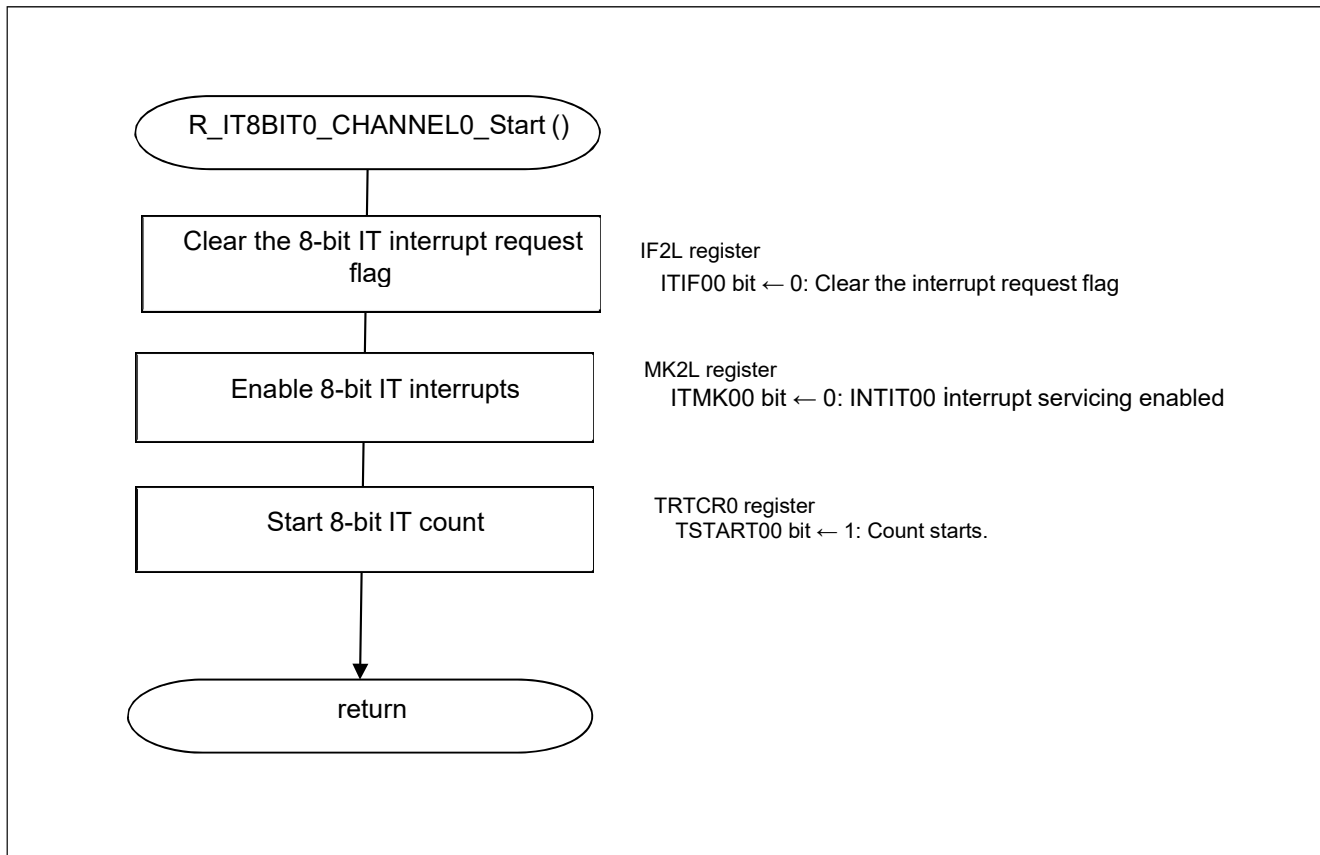 R_IT8BIT0_CHANNEL0_Start ()
Clear the 8-bit IT interrupt request
flag
IF2L register
ITIF00 bit ← 0: Clear the interrupt request flag
Enable 8-bit IT interrupts
MK2L register
ITMK00 bit ← 0: INTIT00 interrupt servicing enabled
Start 8-bit IT count
TRTCR0 register
TSTART00 bit ← 1: Count starts.
return